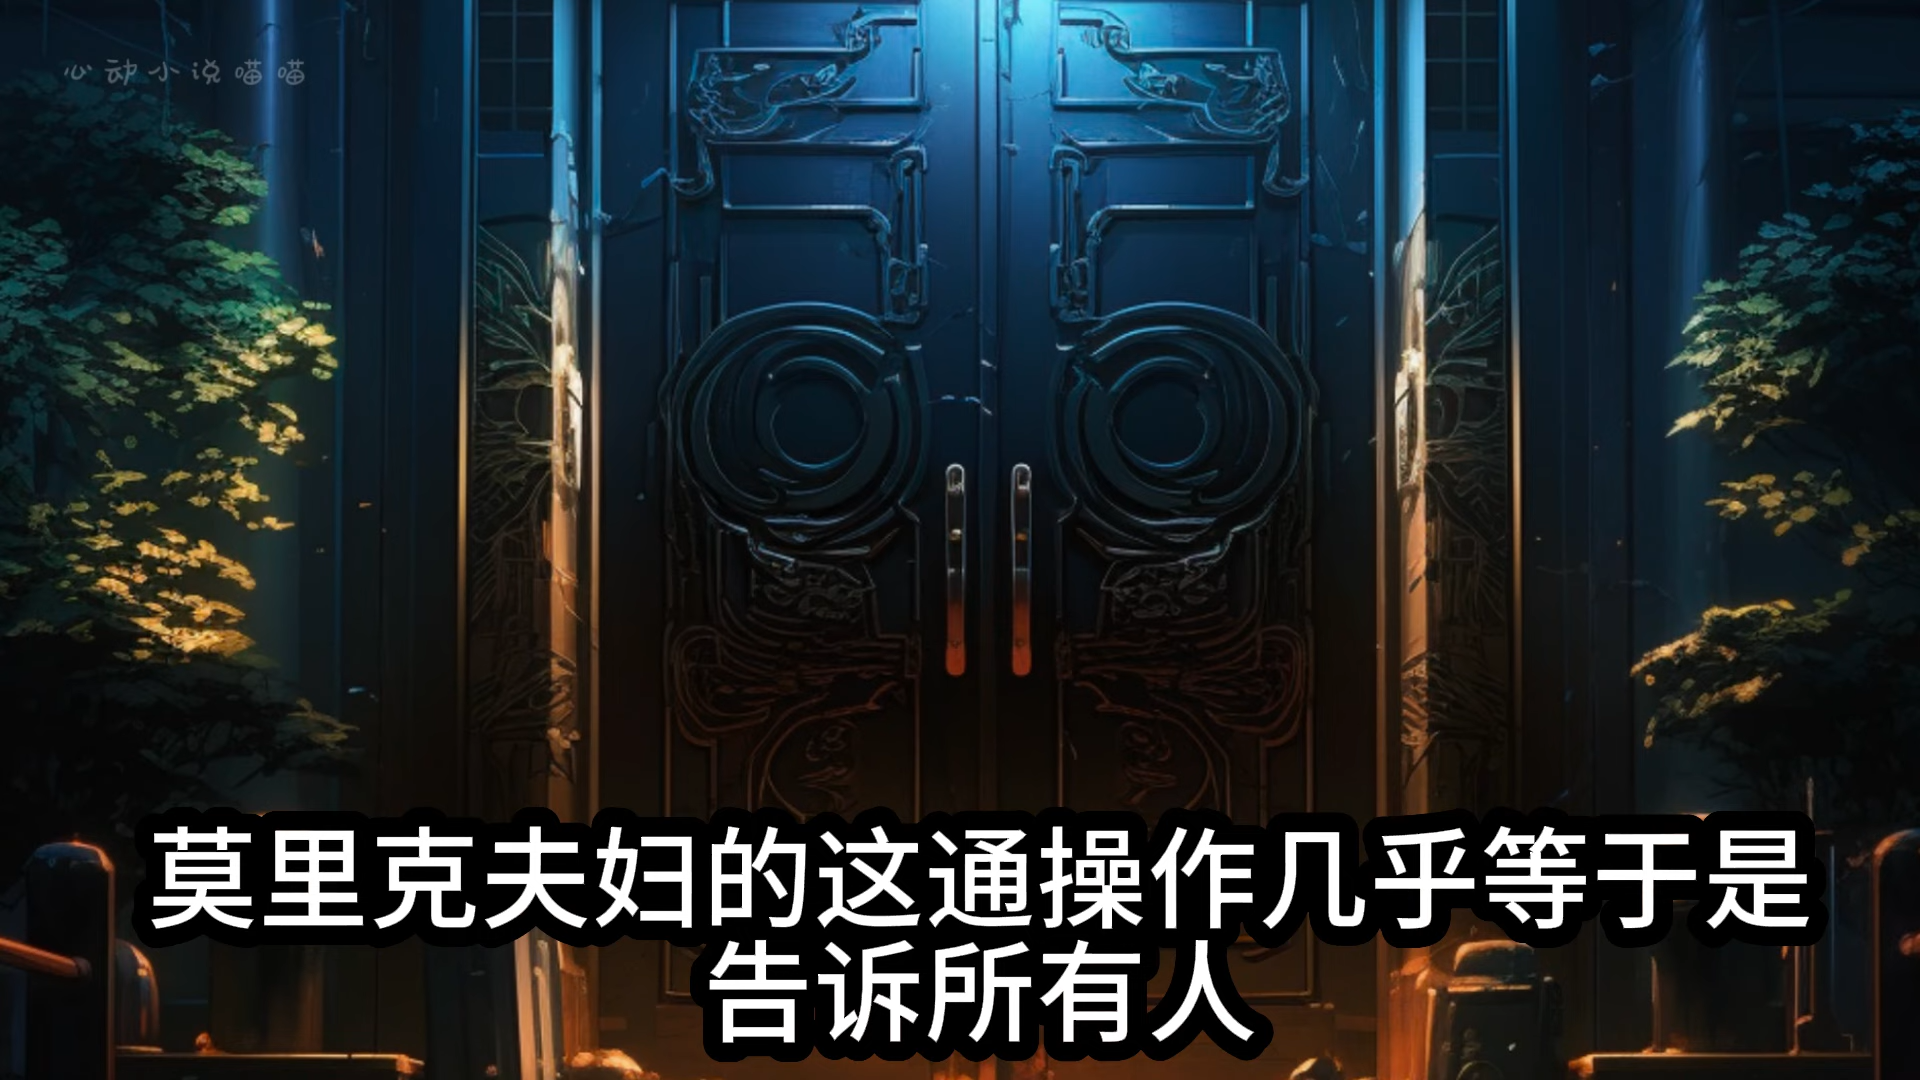 心动小说喵喵
莫里克夫妇的这通操作几乎等于是
告诉所有人